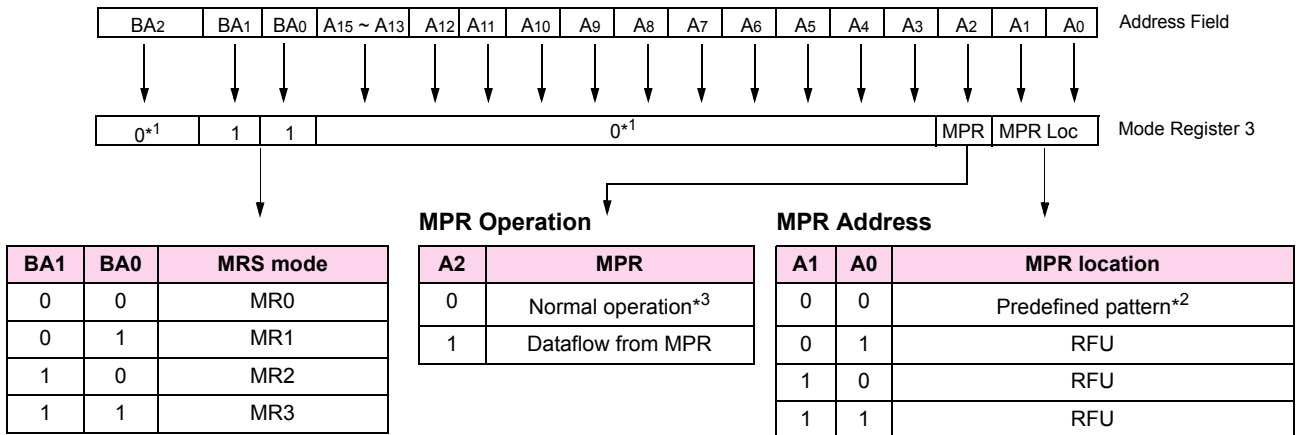 BA2 BA1 BA0 A15 ~ A13 A12 A11 A10 A9 A8 A7 A6 A5 A4 A3 A2 A1 A0 Address Field
0*1 1 1 0*1 MPR MPR Loc Mode Register 3
MPR Operation MPR Address
BA1 BA0 MRS mode A2 MPR A1 A0 MPR location
0 0 MR0 0 Normal operation*3 0 0 Predefined pattern*2
0 1 MR1 1 Dataflow from MPR 0 1 RFU
1 0 MR2 1 0 RFU
1 1 MR3 1 1 RFU